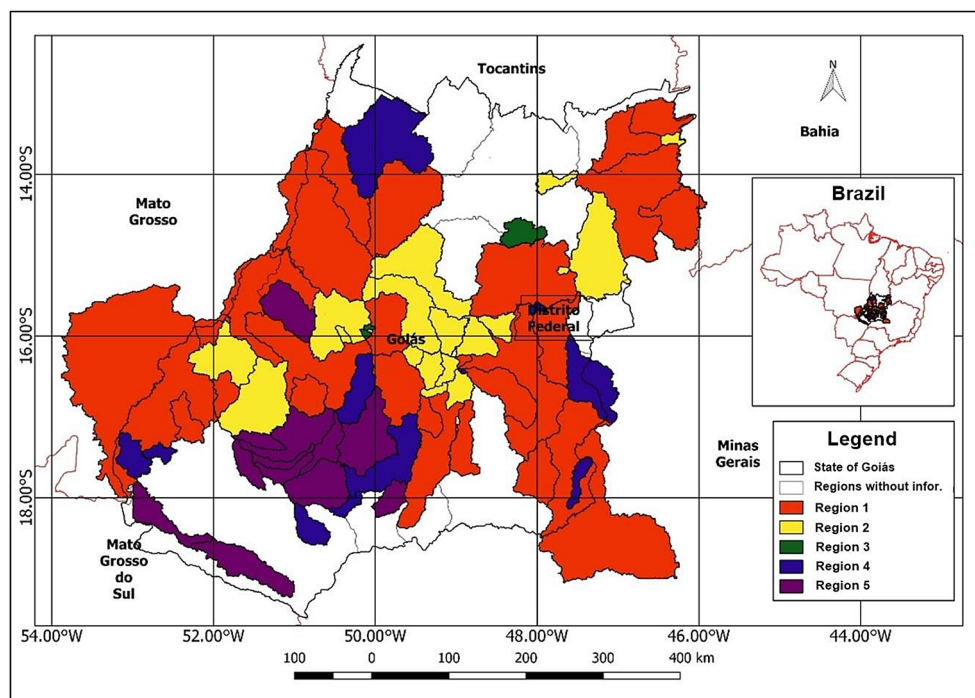 Tocantins
N
Bahia
14.00°S
Mato
Grosso
Brazil
Distrito
Federal
Goiás
16.00°S
Minas
Gerais
Legend
State of Goiás
Regions without infor.
Region 1
Region 2
Region 3
Region 4
Region 5
18.00°S
Mato
Grosso
do
Sul
54.00°W 52.00°W 50.00°W 48.00°W 46.00°W 44.00°W
100 0 100 200 300 400 km